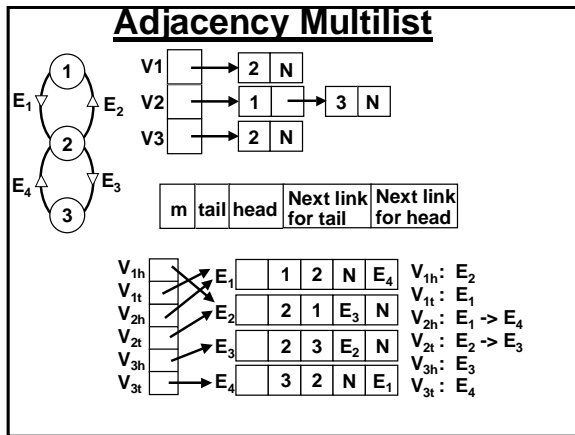 Adjacency Multilist
1
E1
E2
2
E4
E3
3
V1 2 N
V2 1 3 N
V3 2 N
m tail head Next link for tail Next link for head
V1h
V1t
V2h
V2t
V3h
V3t
E1 1 2 N E4
E2 2 1 E3 N
E3 2 3 E2 N
E4 3 2 N E1
V1h: E2
V1t: E1
V2h: E1 -> E4
V2t: E2 -> E3
V3h: E3
V3t: E4